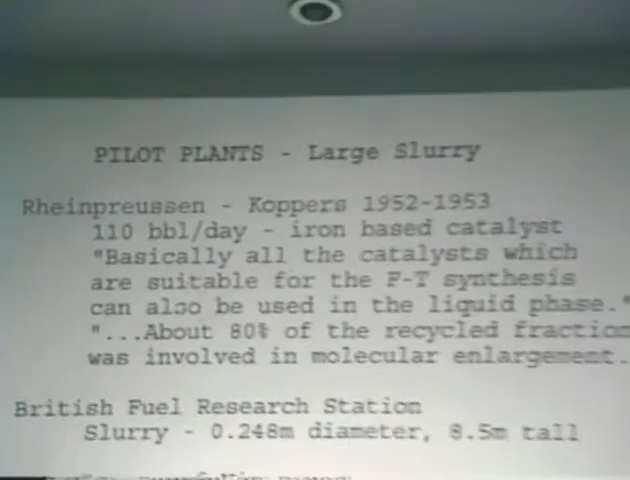 PILOT PLANTS - Large Slurry
Rheinpreussen - Koppers 1952-1953
110 bbl/day - iron based catalyst
"Basically all the catalysts which
are suitable for the F-T synthesis
can also be used in the liquid phase."
"...About 80% of the recycled fraction
was involved in molecular enlargement.
British Fuel Research Station
Slurry - 0.248m diameter, 8.5m tall